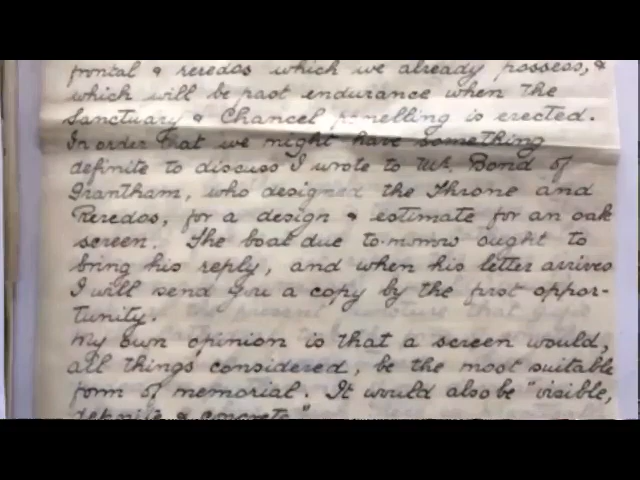 frontal & reredos which we already possess, &
which will be past endurance when the
Sanctuary & Chancel panelling is erected.
In order that we might have something
definite to discuss I wrote to Mr. Bond of
Grantham, who designed the Throne and
Reredos, for a design & estimate for an oak
screen. The boat due to-morrow ought to
bring his reply, and when his letter arrives
I will send you a copy by the first oppor-
tunity.
My own opinion is that a screen would,
all things considered, be the most suitable
form of memorial. It would also be "visible,
definite & concrete"